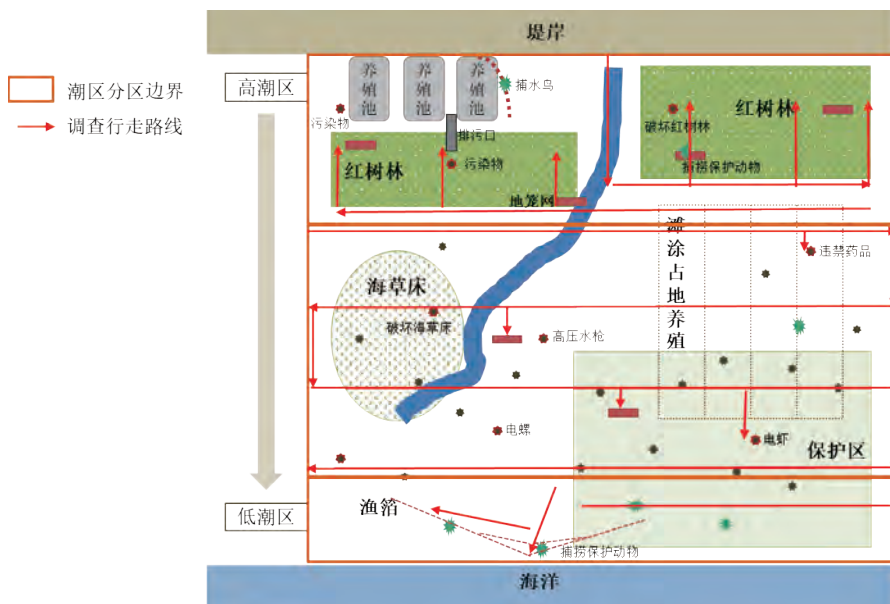 堤岸
潮区分区边界
调查行走路线
高潮区
养殖池
养殖池
养殖池
捕水鸟
污染物
排污口
红树林
污染物
地笼网
红树林
破坏红树林
捕捞保护动物
滩涂占地养殖
违禁药品
海草床
破坏海草床
高压水枪
电螺
电虾
保护区
低潮区
渔箔
捕捞保护动物
海洋